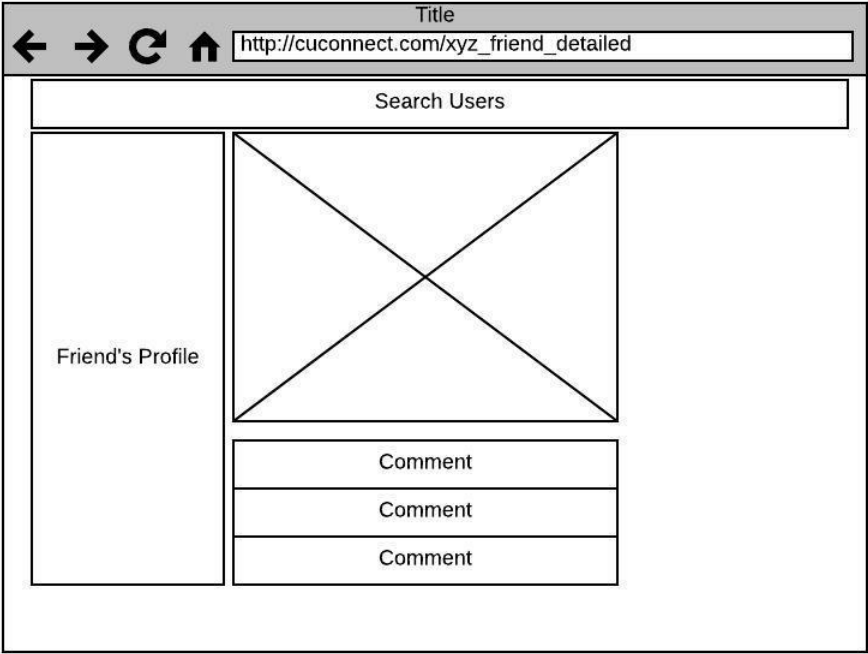 Title
http://cuconnect.com/xyz_friend_detailed
Search Users
Friend's Profile
Comment
Comment
Comment